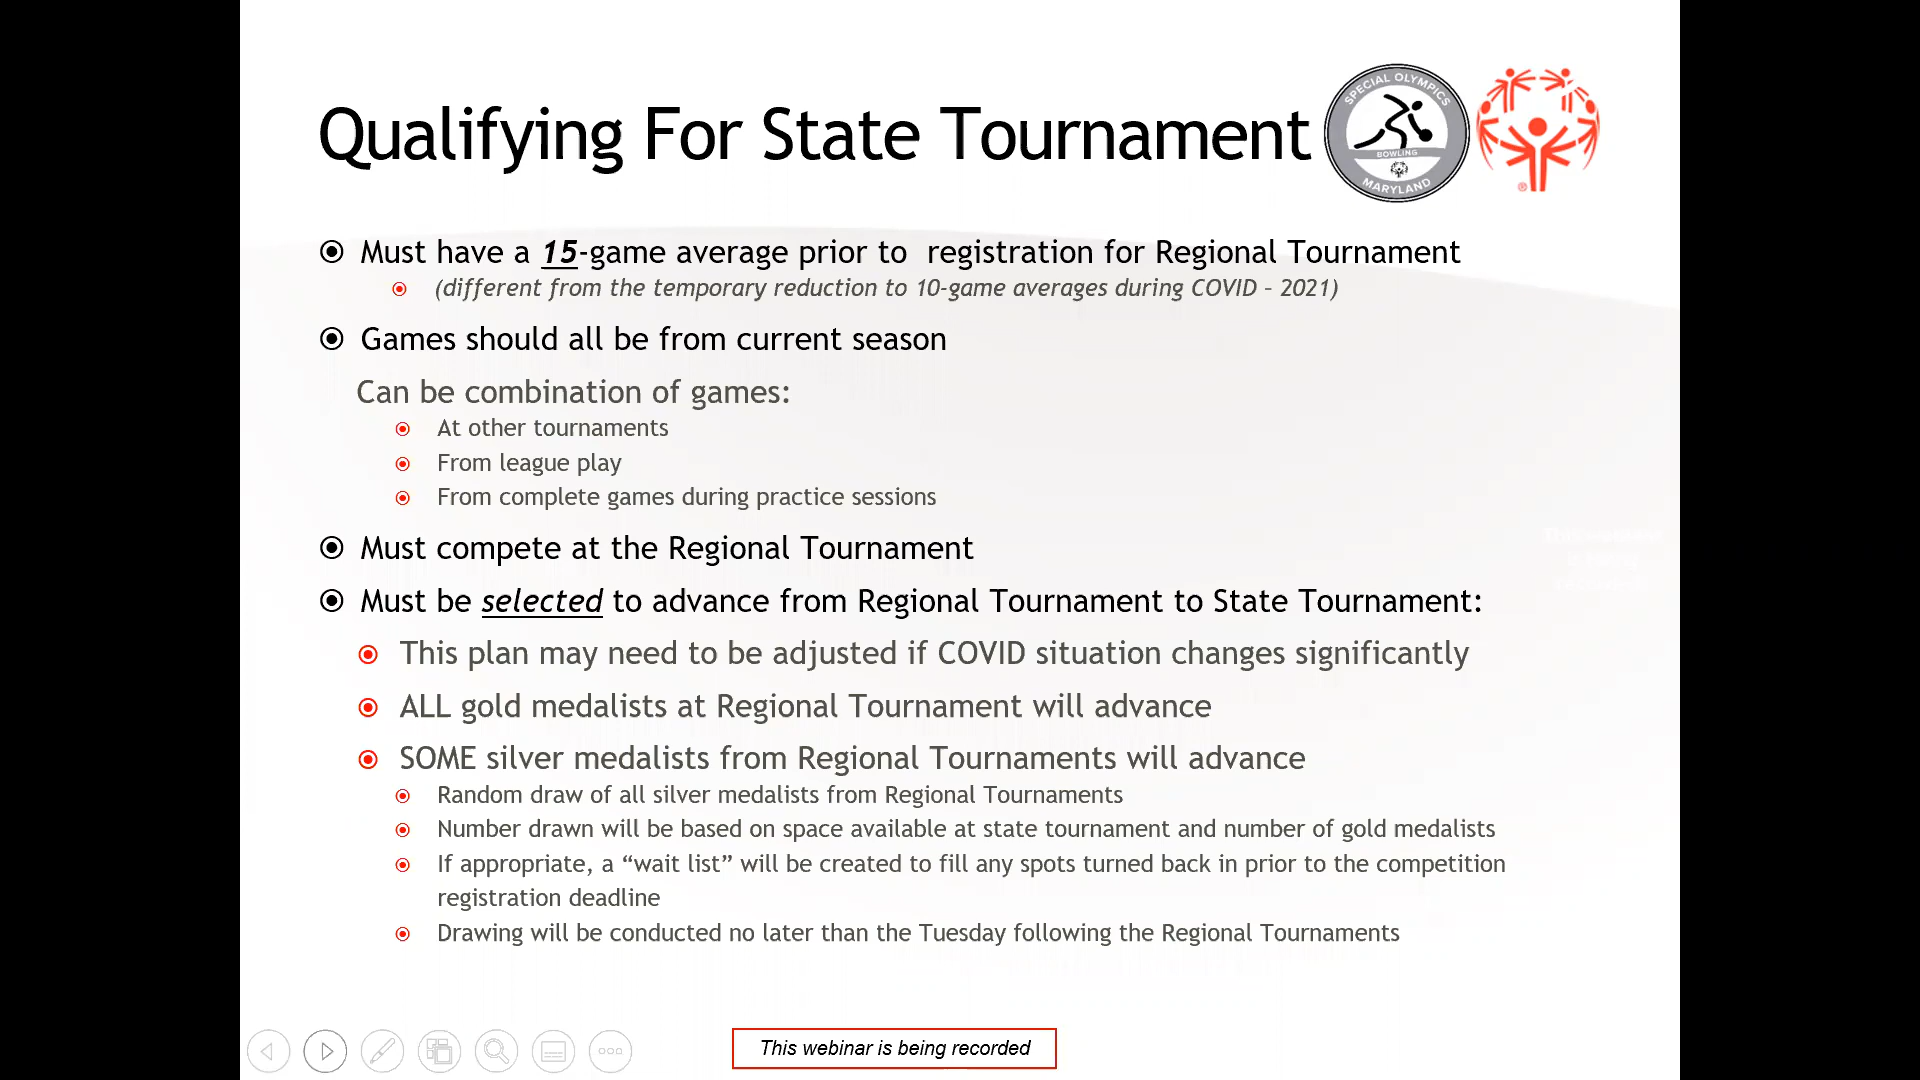 Qualifying For State Tournament
SPECIAL OLYMPICS
BOWLING
MARYLAND
®
Must have a 15-game average prior to registration for Regional Tournament
(different from the temporary reduction to 10-game averages during COVID – 2021)
Games should all be from current season
Can be combination of games:
At other tournaments
From league play
From complete games during practice sessions
Must compete at the Regional Tournament
Must be selected to advance from Regional Tournament to State Tournament:
This plan may need to be adjusted if COVID situation changes significantly
ALL gold medalists at Regional Tournament will advance
SOME silver medalists from Regional Tournaments will advance
Random draw of all silver medalists from Regional Tournaments
Number drawn will be based on space available at state tournament and number of gold medalists
If appropriate, a “wait list” will be created to fill any spots turned back in prior to the competition
registration deadline
Drawing will be conducted no later than the Tuesday following the Regional Tournaments
This webinar is being recorded